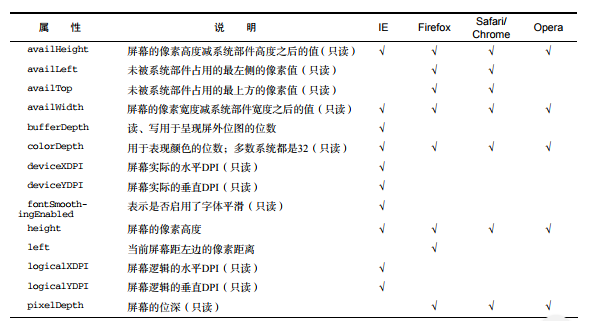 属 性 说 明 IE Firefox Safari/Chrome Opera
availHeight 屏幕的像素高度减系统部件高度之后的值（只读） √ √ √ √
availLeft 未被系统部件占用的最左侧的像素值（只读） √ √
availTop 未被系统部件占用的最上方的像素值（只读） √ √
availWidth 屏幕的像素宽度减系统部件宽度之后的值（只读） √ √ √ √
bufferDepth 读、写用于呈现屏外位图的位数 √
colorDepth 用于表现颜色的位数；多数系统都是32（只读） √ √ √ √
deviceXDPI 屏幕实际的水平DPI（只读） √
deviceYDPI 屏幕实际的垂直DPI（只读） √
fontSmooth-
ingEnabled 表示是否启用了字体平滑（只读） √
height 屏幕的像素高度 √ √ √ √
left 当前屏幕距左边的像素距离 √
logicalXDPI 屏幕逻辑的水平DPI（只读） √
logicalYDPI 屏幕逻辑的垂直DPI（只读） √
pixelDepth 屏幕的位深（只读） √ √ √